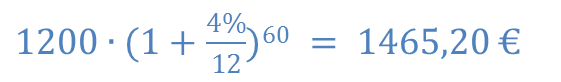 1200 · (1 + 4%/12)^60 = 1465,20 €